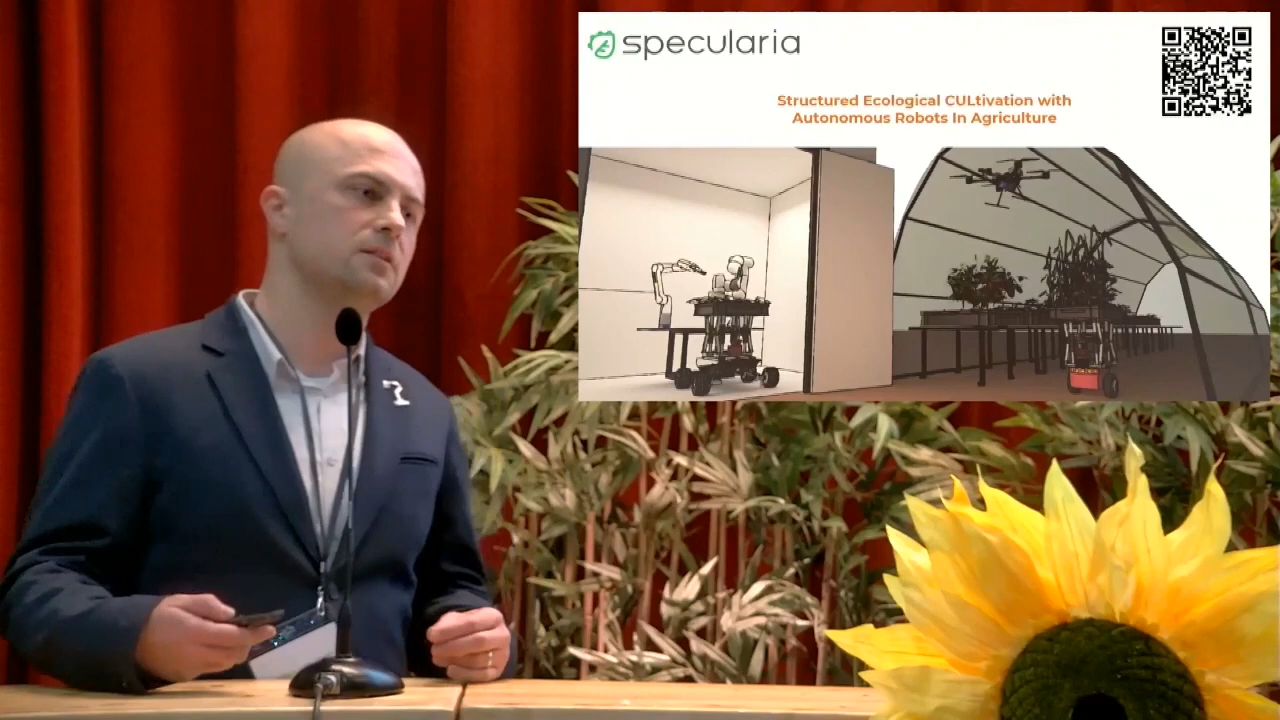 specularia
Structured Ecological CULtivation with
Autonomous Robots In Agriculture